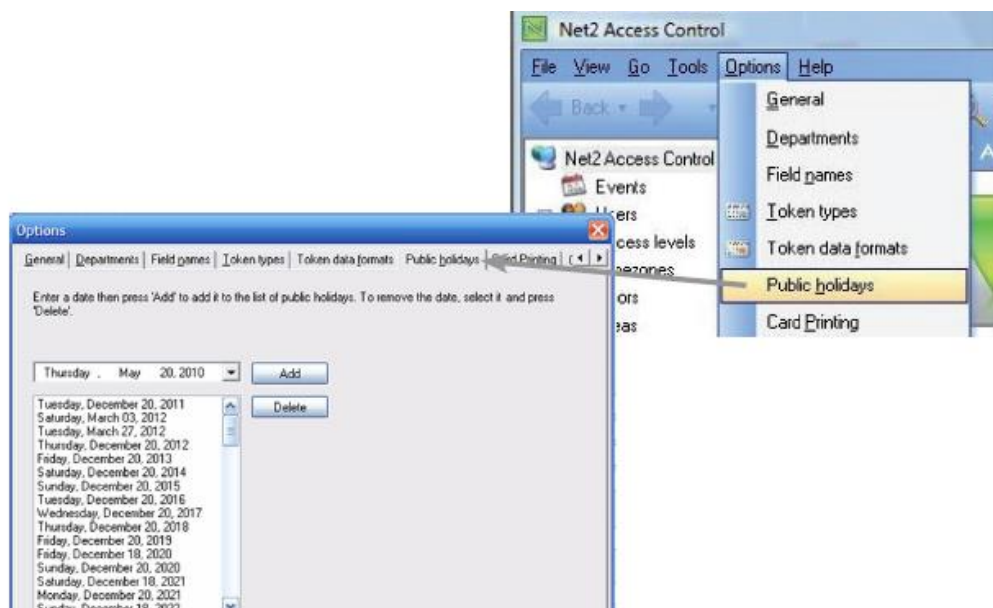 Net2 Access Control
File View Go Tools Options Help
Back
General
Departments
Field names
Token types
Token data formats
Public holidays
Card Printing
Net2 Access Control
Events
Options
General Departments Field names Token types Token data formats Public holidays Printing
Enter a date then press 'Add' to add it to the list of public holidays. To remove the date, select it and press
'Delete'.
Thursday , May 20, 2010
Add
Delete
Tuesday, December 20, 2011
Saturday, March 03, 2012
Tuesday, March 27, 2012
Thursday, December 20, 2012
Friday, December 20, 2013
Saturday, December 20, 2014
Sunday, December 20, 2015
Tuesday, December 20, 2016
Wednesday, December 20, 2017
Thursday, December 20, 2018
Friday, December 20, 2019
Friday, December 18, 2020
Sunday, December 20, 2020
Saturday, December 18, 2021
Monday, December 20, 2021
Sunday, December 18, 2022